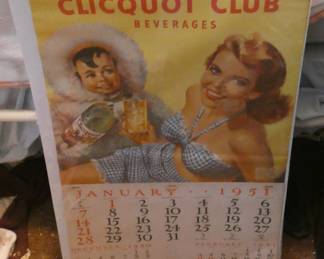 CLICQUOT CLUB
BEVERAGES
JANUARY 1951
1 2 3 4 5 6
7 8 9 10 11 12 13
14 15 16 17 18 19 20
21 22 23 24 25 26 27
28 29 30 31